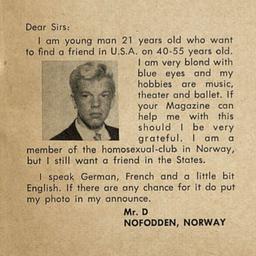 Dear Sirs:
I am young man 21 years old who want
to find a friend in U.S.A. on 40-55 years old.
I am very blond with
blue eyes and my
hobbies are music,
theater and ballet. If
your Magazine can
help me with this
should I be very
grateful. I am a
member of the homosexual-club in Norway,
but I still want a friend in the States.
I speak German, French and a little bit
English. If there are any chance for it do put
my photo in my announce.
Mr. D
NOFODDEN, NORWAY